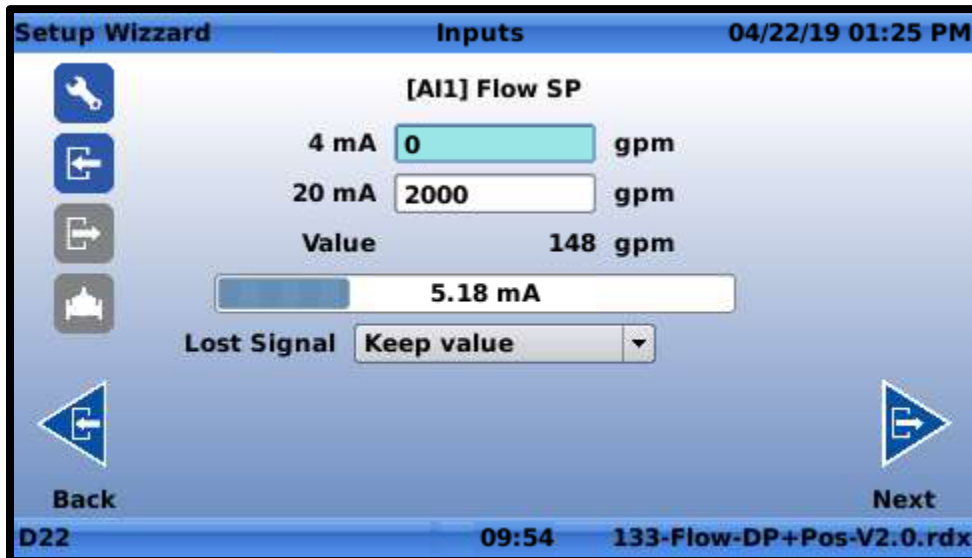 Setup Wizzard Inputs 04/22/19 01:25 PM
[AI1] Flow SP
4 mA 0 gpm
20 mA 2000 gpm
Value 148 gpm
5.18 mA
Lost Signal Keep value
Back Next
D22 09:54 133-Flow-DP+Pos-V2.0.rdx